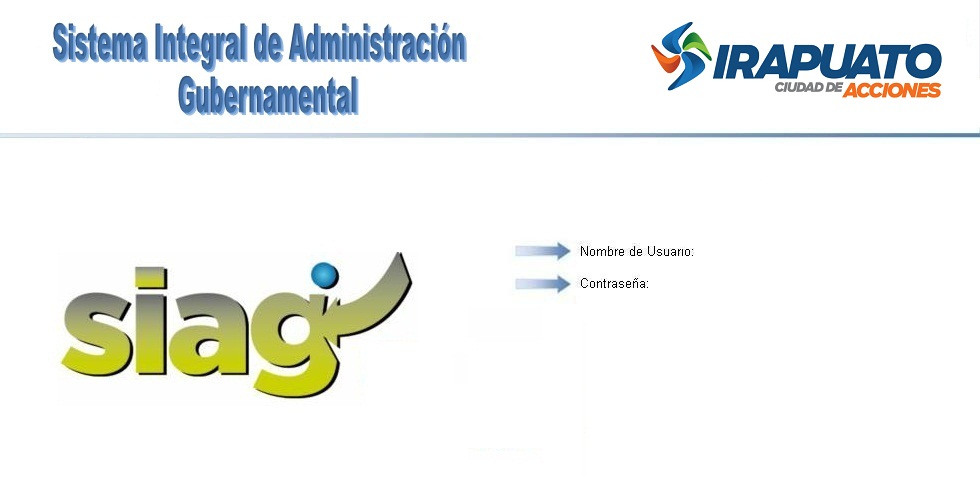 Sistema Integral de Administración
Gubernamental
IRAPUATO
CIUDAD DE ACCIONES
Nombre de Usuario:
Contraseña:
siag